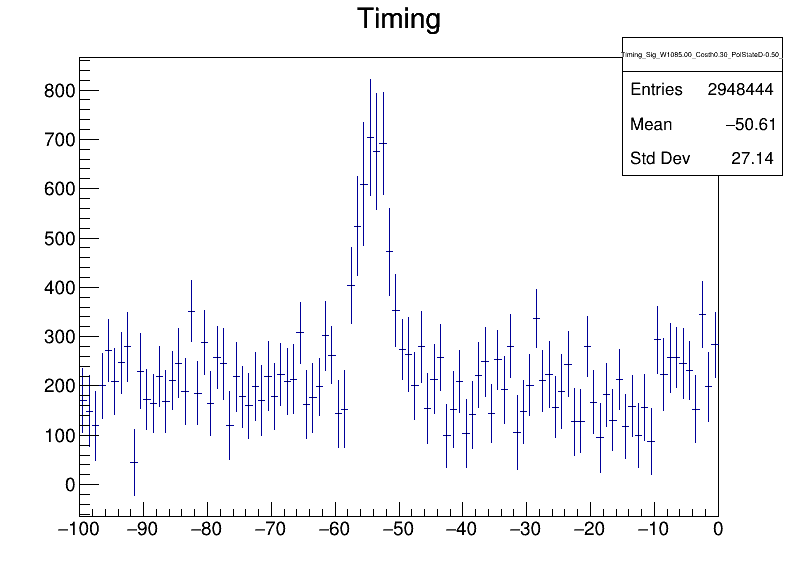 Timing
Timing_Sig_W1085.00_Costh0.30_PolStateD-0.50_
Entries 2948444
Mean −50.61
Std Dev 27.14
800
700
600
500
400
300
200
100
0
−100 −90 −80 −70 −60 −50 −40 −30 −20 −10 0